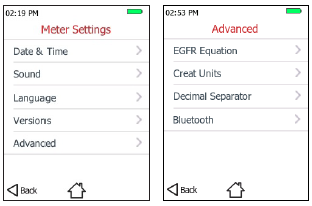 02:19 PM
Meter Settings
Date & Time
Sound
Language
Versions
Advanced
Back
02:53 PM
Advanced
EGFR Equation
Creat Units
Decimal Separator
Bluetooth
Back